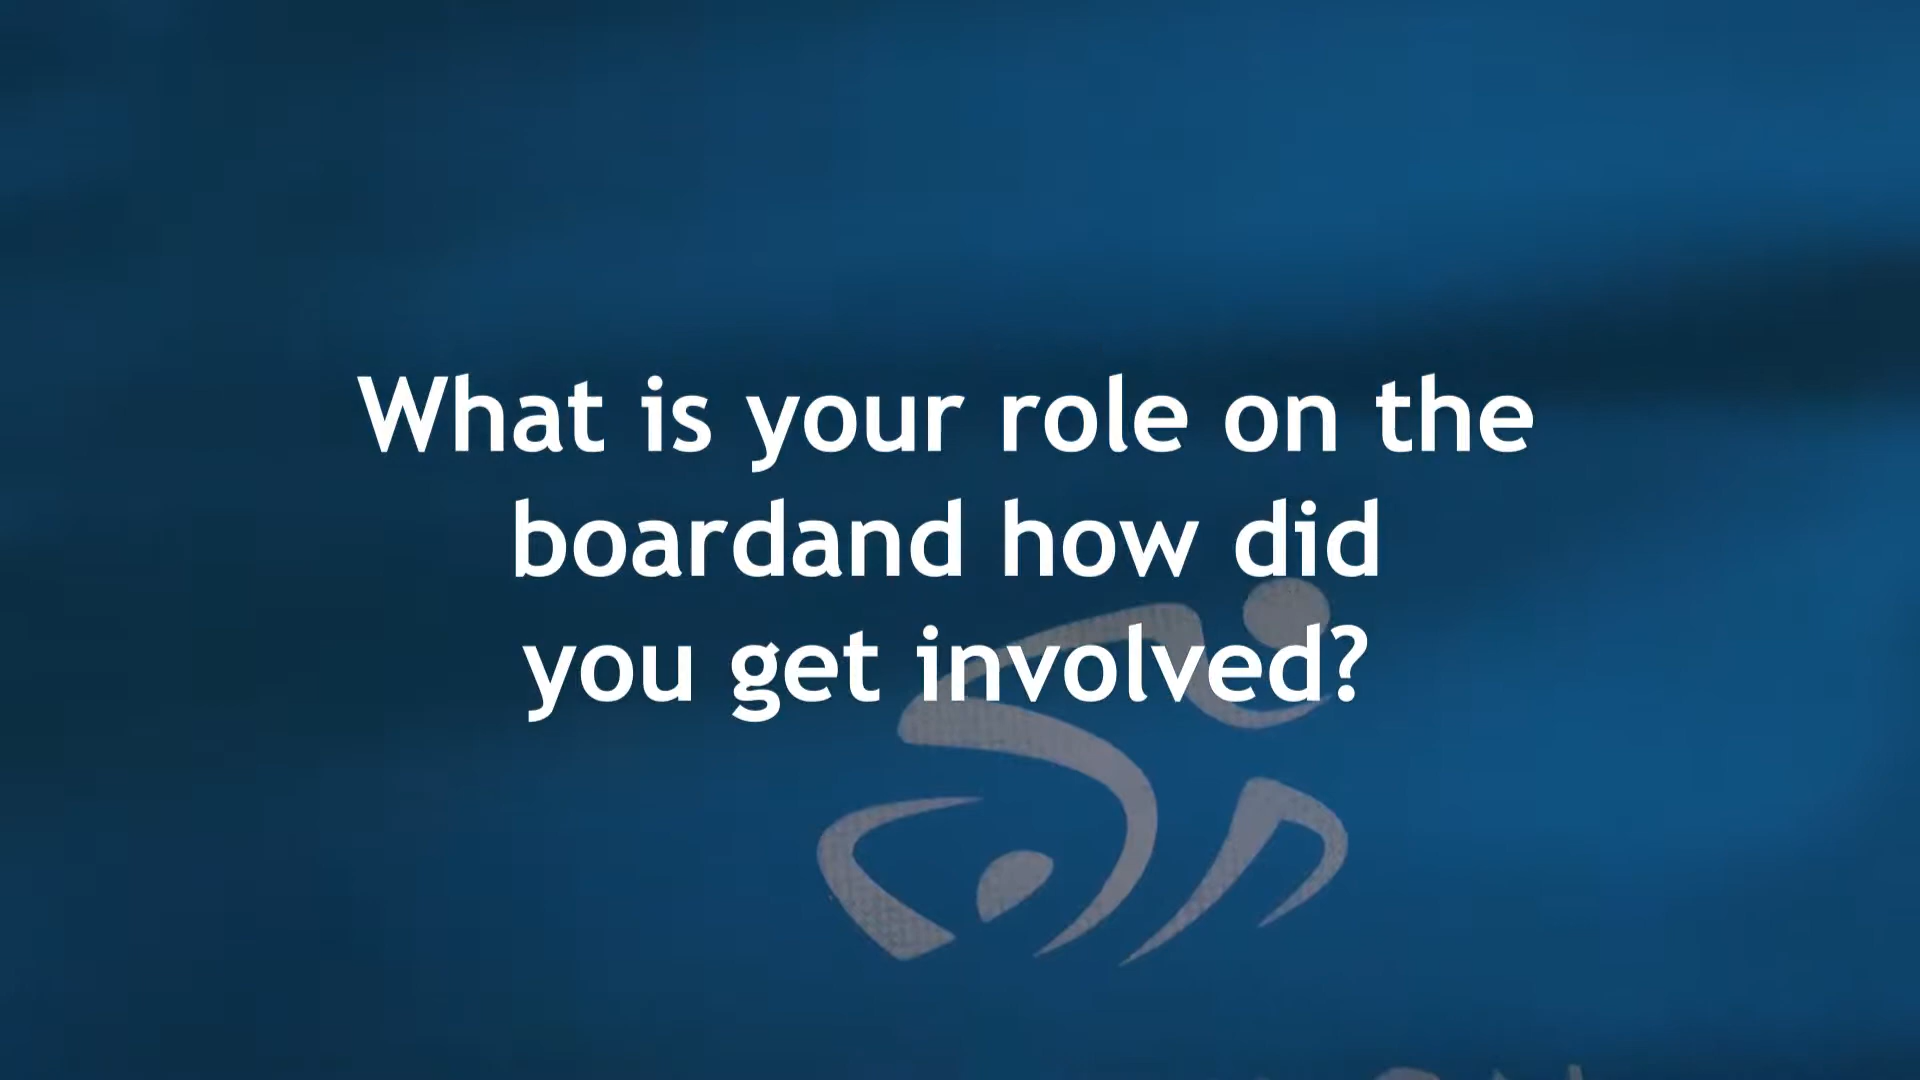 What is your role on the
boardand how did
you get involved?